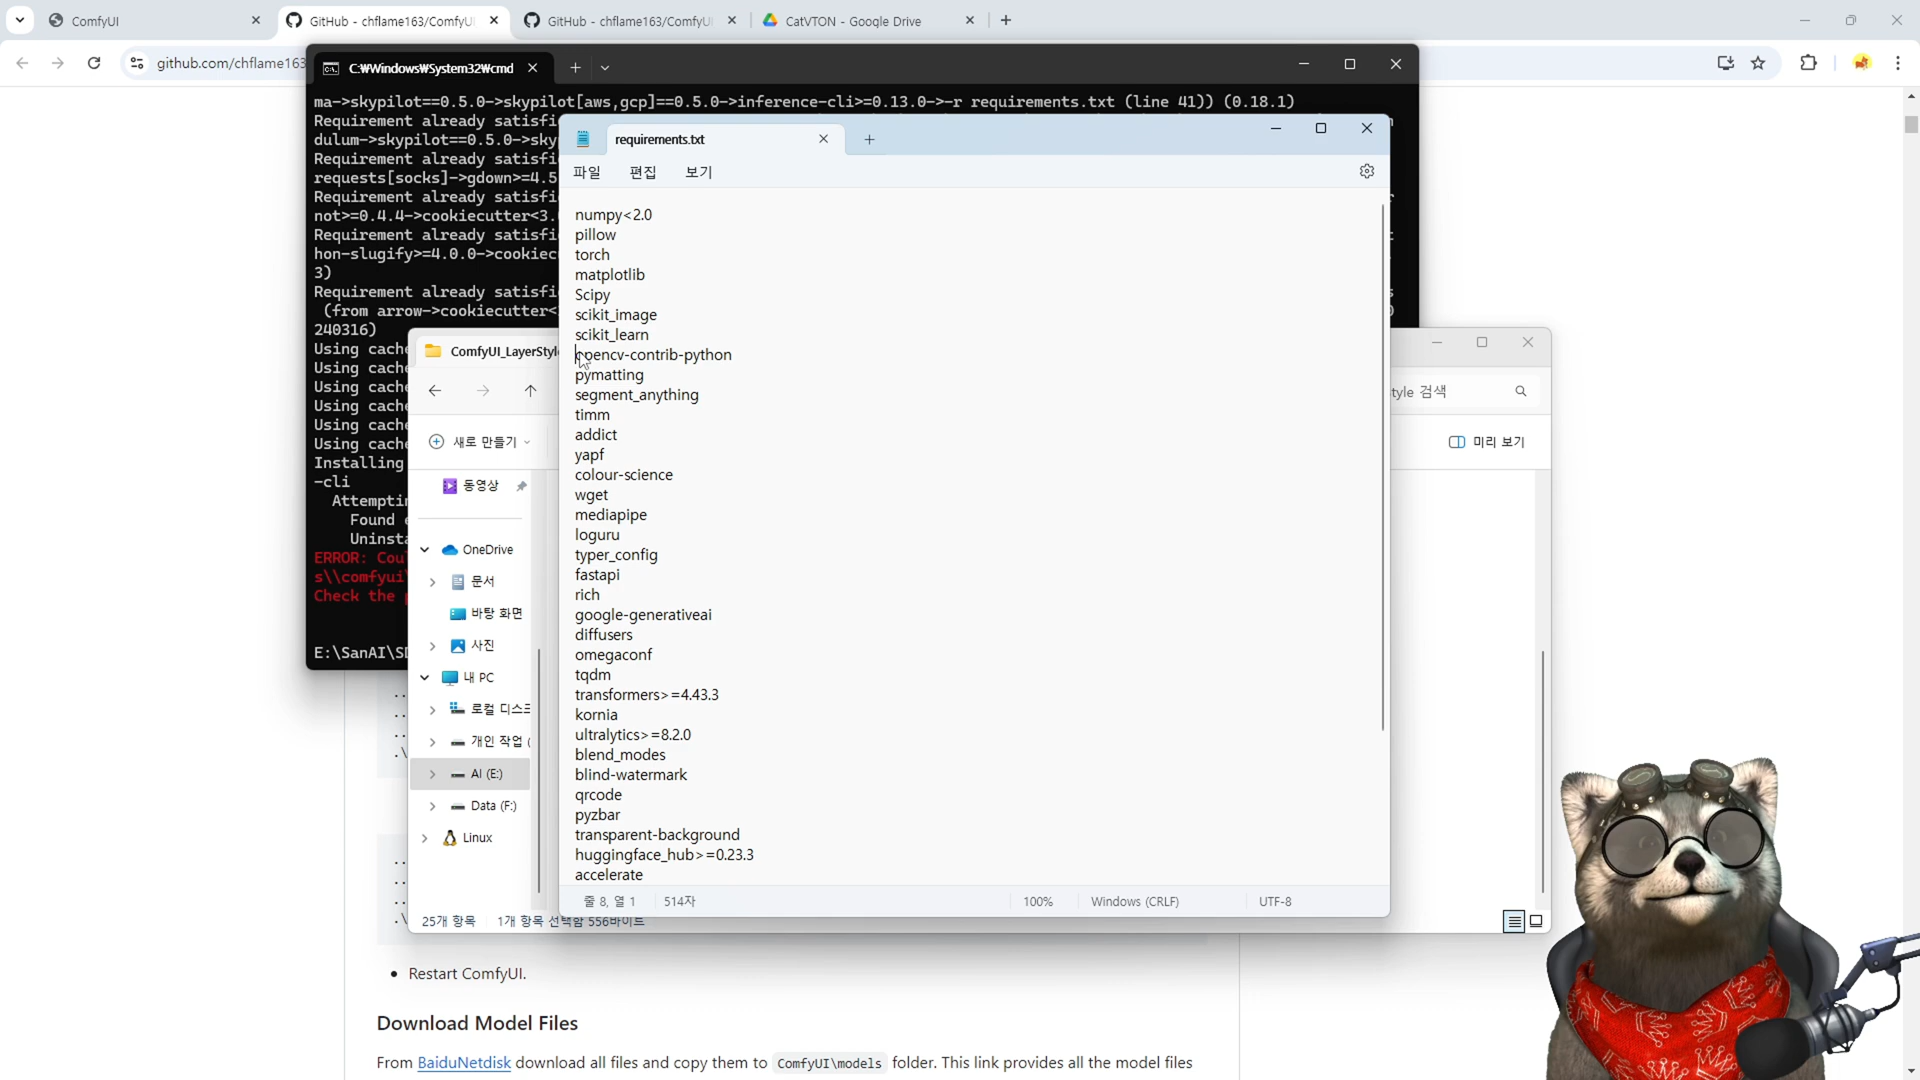 ComfyUI
GitHub - chflame163/ComfyU
GitHub - chflame163/ComfyU
CatVTON - Google Drive
github.com/chflame163
C:₩Windows₩System32₩cmd
ma->skypilot==0.5.0->skypilot[aws,gcp]==0.5.0->inference-cli>=0.13.0->-r requirements.txt (line 41)) (0.18.1)
Requirement already satisfi
dulum->skypilot==0.5.0->sky
Requirement already satisfi
requests[socks]->gdown>=4.5
Requirement already satisfi
not>=0.4.4->cookiecutter<3.
Requirement already satisfi
hon-slugify>=4.0.0->cookiec
3)
Requirement already satisfi
(from arrow->cookiecutter<
240316)
Using cache
Using cache
Using cache
Using cache
Using cache
Using cache
Installing
-cli
Attemptin
Found e
Uninsta
ERROR: Coul
s\\comfyui\
Check the p
E:\SanAI\SD
requirements.txt
파일 편집 보기
numpy<2.0
pillow
torch
matplotlib
Scipy
scikit_image
scikit_learn
opencv-contrib-python
pymatting
segment_anything
timm
addict
yapf
colour-science
wget
mediapipe
loguru
typer_config
fastapi
rich
google-generativeai
diffusers
omegaconf
tqdm
transformers>=4.43.3
kornia
ultralytics>=8.2.0
blend_modes
blind-watermark
qrcode
pyzbar
transparent-background
huggingface_hub>=0.23.3
accelerate
줄 8, 열 1 514자 100% Windows (CRLF) UTF-8
ComfyUI_LayerStyl
tyle 검색
새로 만들기
미리 보기
동영상
OneDrive
문서
바탕 화면
사진
내 PC
로컬 디스크
개인 작업 (
AI (E:)
Data (F:)
Linux
25개 항목 1개 항목 선택함 556바이트
Restart ComfyUI.
Download Model Files
From BaiduNetdisk download all files and copy them to ComfyUI\models folder. This link provides all the model files